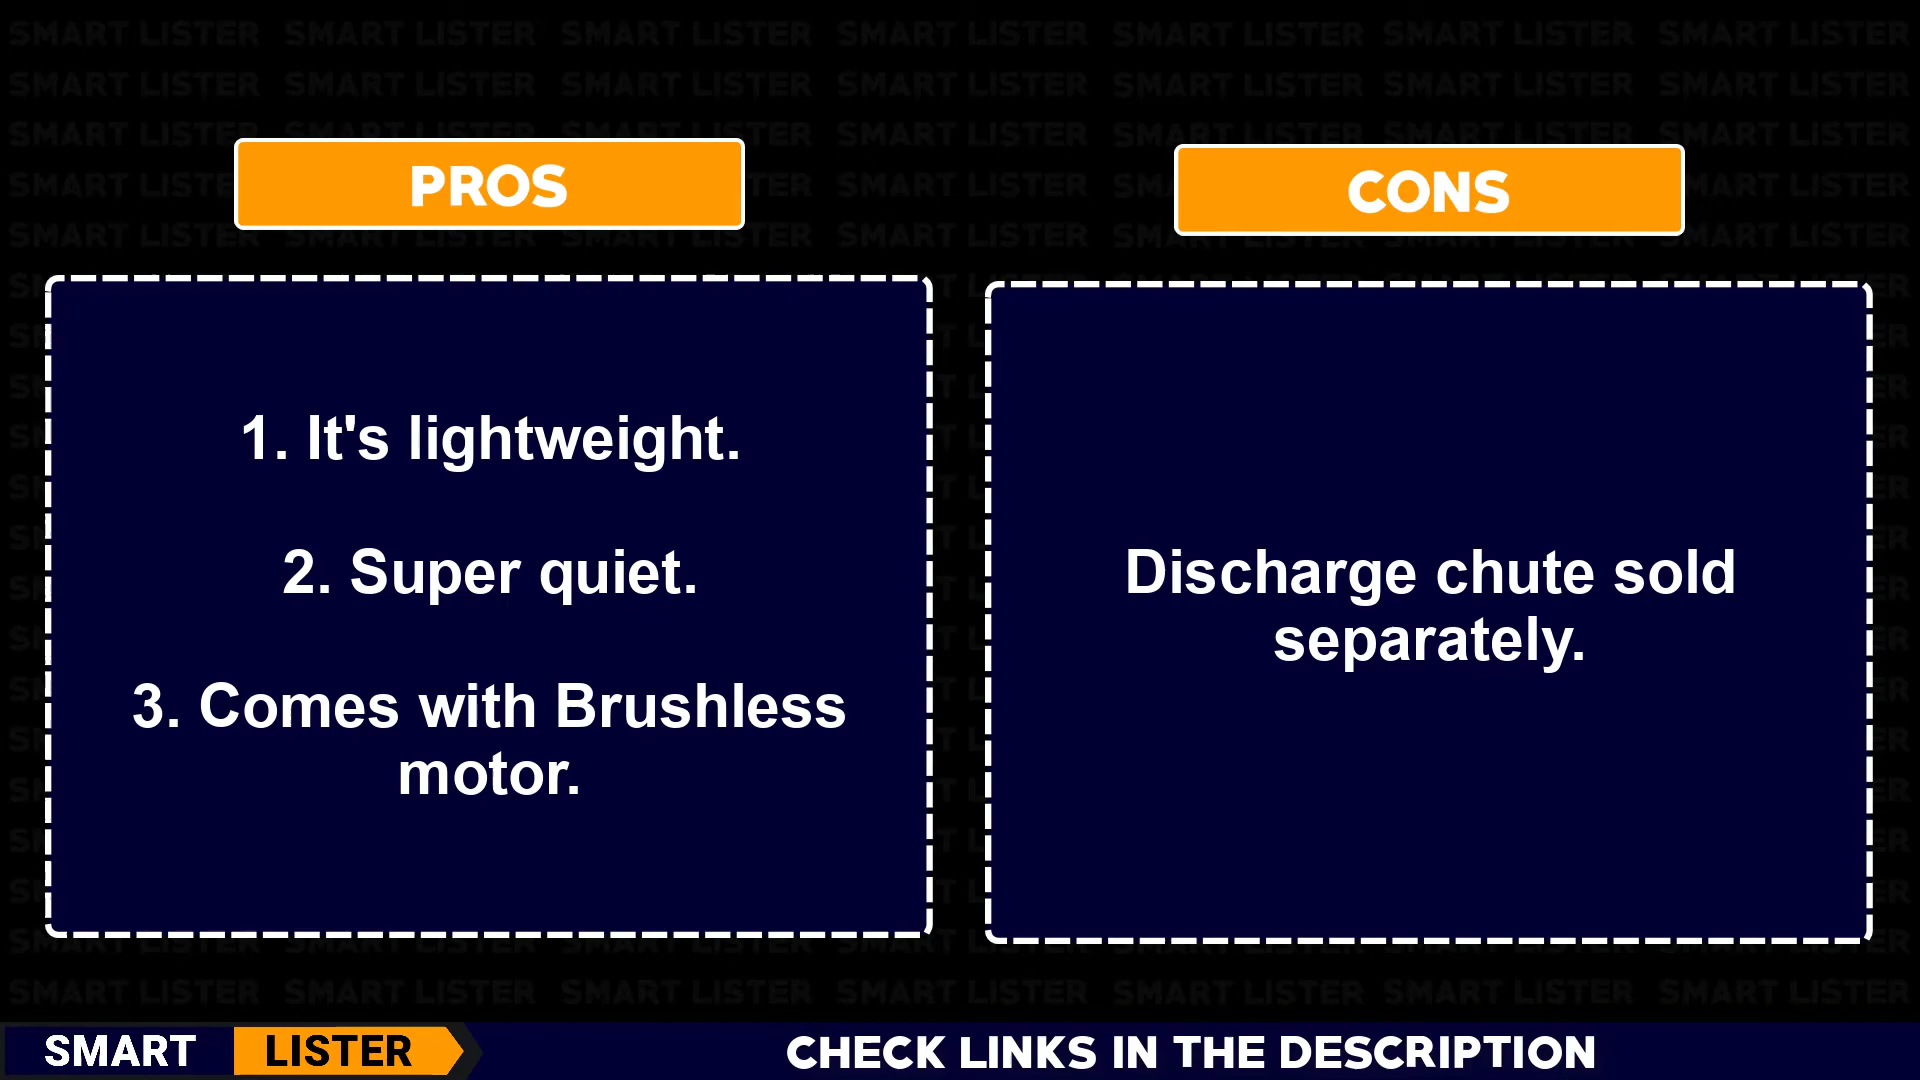 PROS
1. It's lightweight.
2. Super quiet.
3. Comes with Brushless
motor.
CONS
Discharge chute sold
separately.
SMART LISTER
CHECK LINKS IN THE DESCRIPTION